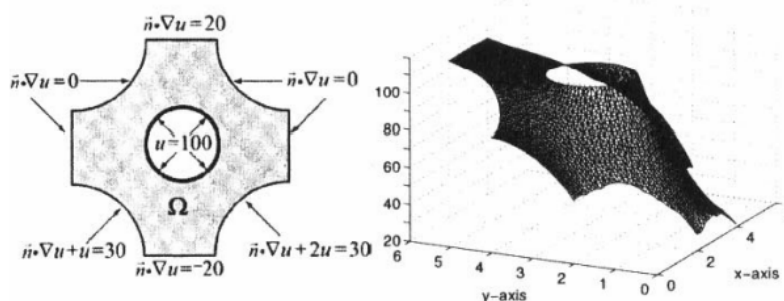 n⃗•∇u=20
n⃗•∇u=0
n⃗•∇u=0
u=100
Ω
n⃗•∇u+u=30
n⃗•∇u+2u=30
n⃗•∇u=-20
100
80
60
40
20
6
5
4
3
2
1
0
0
2
4
y-axis
x-axis